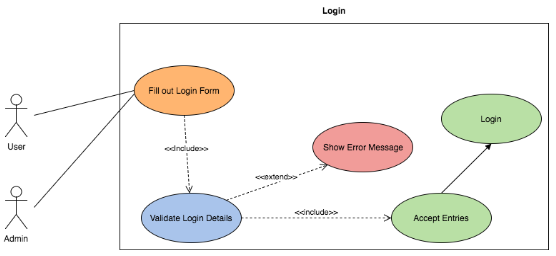 Login
Fill out Login Form
Login
User
<<Include>>
Show Error Message
<<extend>>
Admin
Validate Login Details
<<include>>
Accept Entries